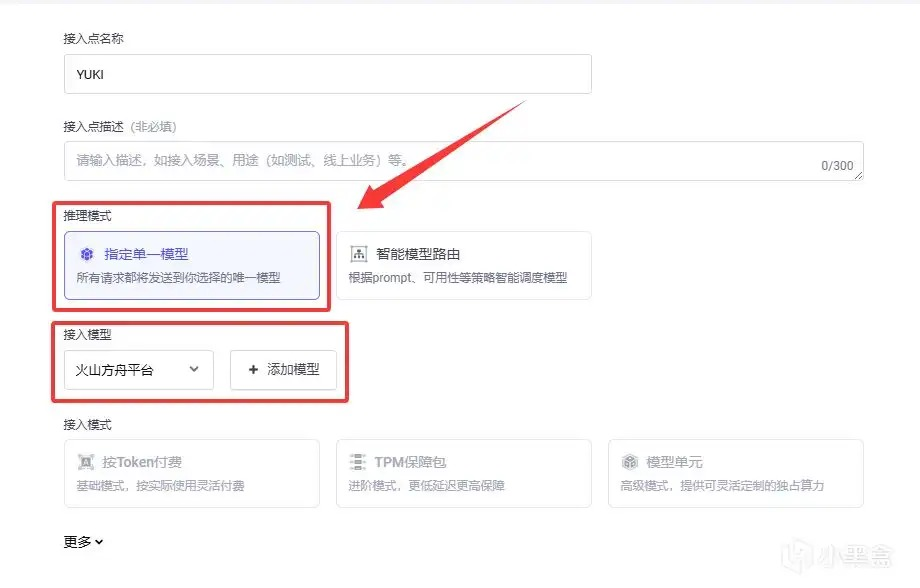 接入点名称
YUKI
接入点描述（非必填）
请输入描述，如接入场景、用途（如测试、线上业务）等。
0/300
推理模式
指定单一模型
所有请求都将发送到你选择的唯一模型
智能模型路由
根据prompt、可用性等策略智能调度模型
接入模型
火山方舟平台
+ 添加模型
接入模式
按Token付费
基础模式，按实际使用灵活付费
TPM保障包
进阶模式，更低延迟更高保障
模型单元
高级模式，提供可灵活定制的独占算力
更多
小黑盒